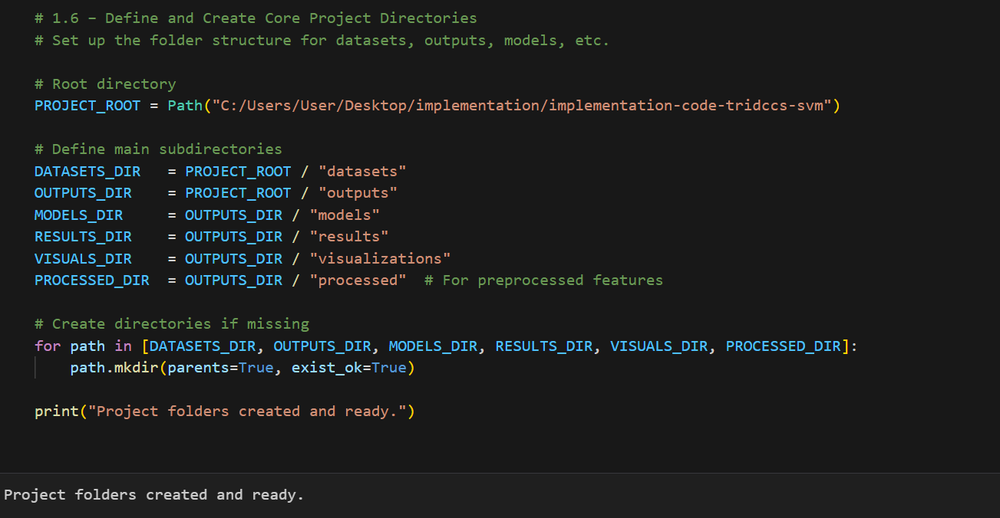 # 1.6 – Define and Create Core Project Directories
# Set up the folder structure for datasets, outputs, models, etc.
# Root directory
PROJECT_ROOT = Path("C:/Users/User/Desktop/implementation/implementation-code-tridccs-svm")
# Define main subdirectories
DATASETS_DIR   = PROJECT_ROOT / "datasets"
OUTPUTS_DIR    = PROJECT_ROOT / "outputs"
MODELS_DIR     = OUTPUTS_DIR / "models"
RESULTS_DIR    = OUTPUTS_DIR / "results"
VISUALS_DIR    = OUTPUTS_DIR / "visualizations"
PROCESSED_DIR  = OUTPUTS_DIR / "processed"  # For preprocessed features
# Create directories if missing
for path in [DATASETS_DIR, OUTPUTS_DIR, MODELS_DIR, RESULTS_DIR, VISUALS_DIR, PROCESSED_DIR]:
    path.mkdir(parents=True, exist_ok=True)
print("Project folders created and ready.")
Project folders created and ready.